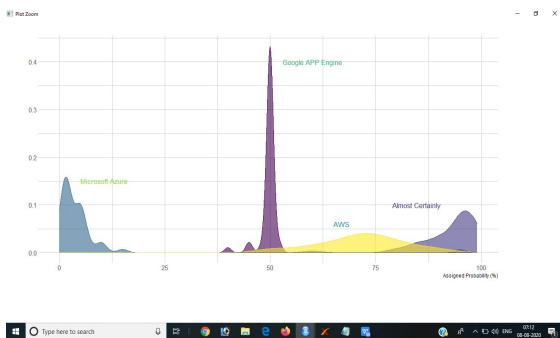 Plot Zoom
0.4
0.3
0.2
0.1
0.0
Google APP Engine
Microsoft Azure
Almost Certainly
AWS
0
25
50
75
100
Assigned Probability (%)
Type here to search
ENG
07:12
08-08-2020